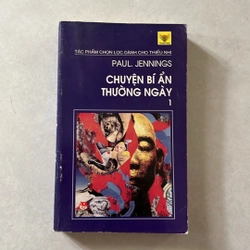 TÁC PHẨM CHỌN LỌC DÀNH CHO THIẾU NHI
PAUL. JENNINGS
CHUYỆN BÍ ẨN
THƯỜNG NGÀY
1